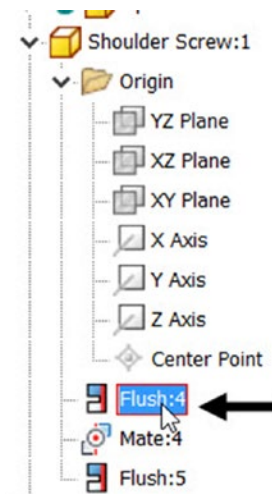 Shoulder Screw:1
Origin
YZ Plane
XZ Plane
XY Plane
X Axis
Y Axis
Z Axis
Center Point
Flush:4
Mate:4
Flush:5